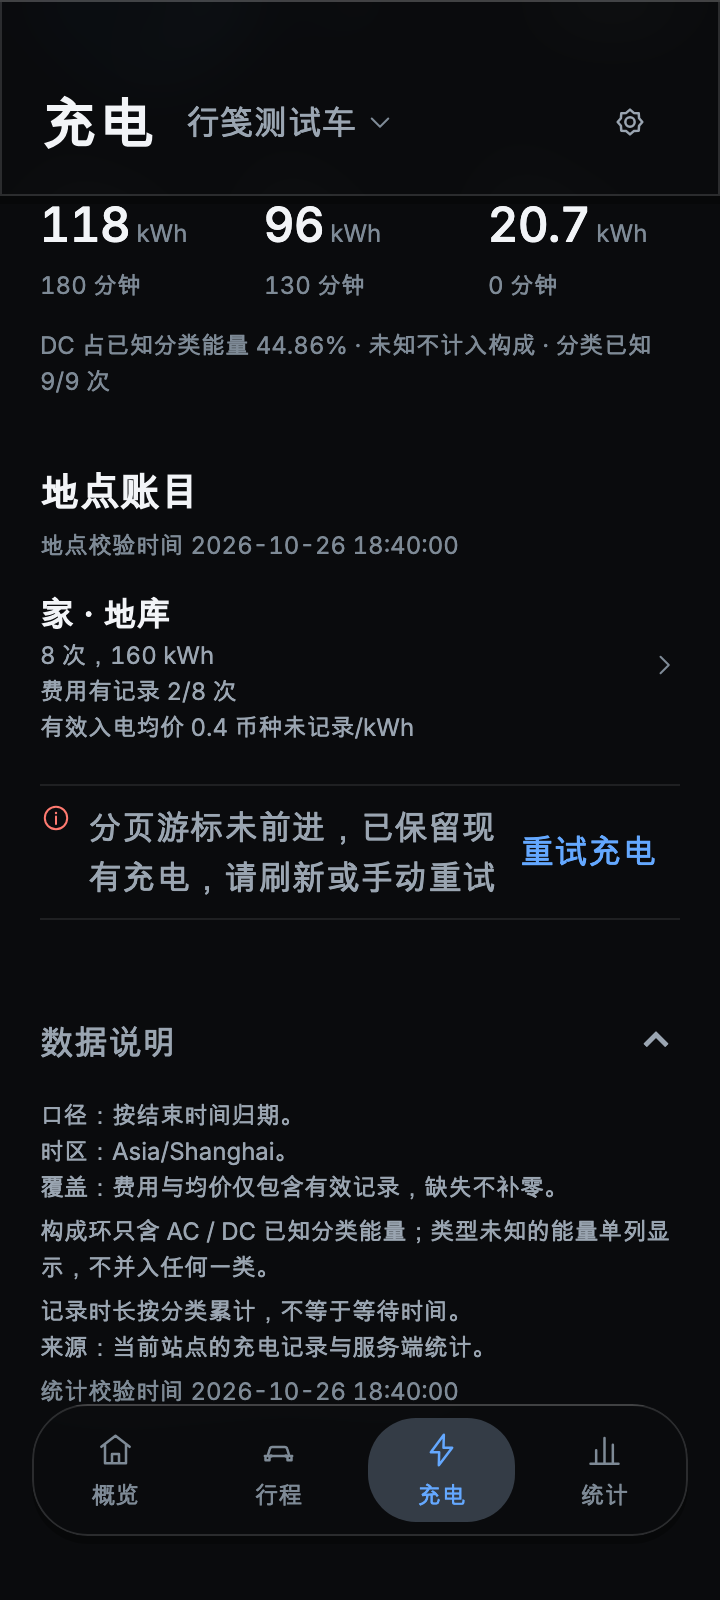 充电 行笺测试车
118 kWh 96 kWh 20.7 kWh
180 分钟 130 分钟 0 分钟
DC 占已知分类能量 44.86% · 未知不计入构成 · 分类已知
9/9 次
地点账目
地点校验时间 2026-10-26 18:40:00
家 · 地库
8 次，160 kWh
费用有记录 2/8 次
有效入电均价 0.4 币种未记录/kWh
分页游标未前进，已保留现
有充电，请刷新或手动重试
重试充电
数据说明
口径：按结束时间归期。
时区：Asia/Shanghai。
覆盖：费用与均价仅包含有效记录，缺失不补零。
构成环只含 AC / DC 已知分类能量；类型未知的能量单列显
示，不并入任何一类。
记录时长按分类累计，不等于等待时间。
来源：当前站点的充电记录与服务端统计。
统计校验时间 2026-10-26 18:40:00
概览 行程 充电 统计